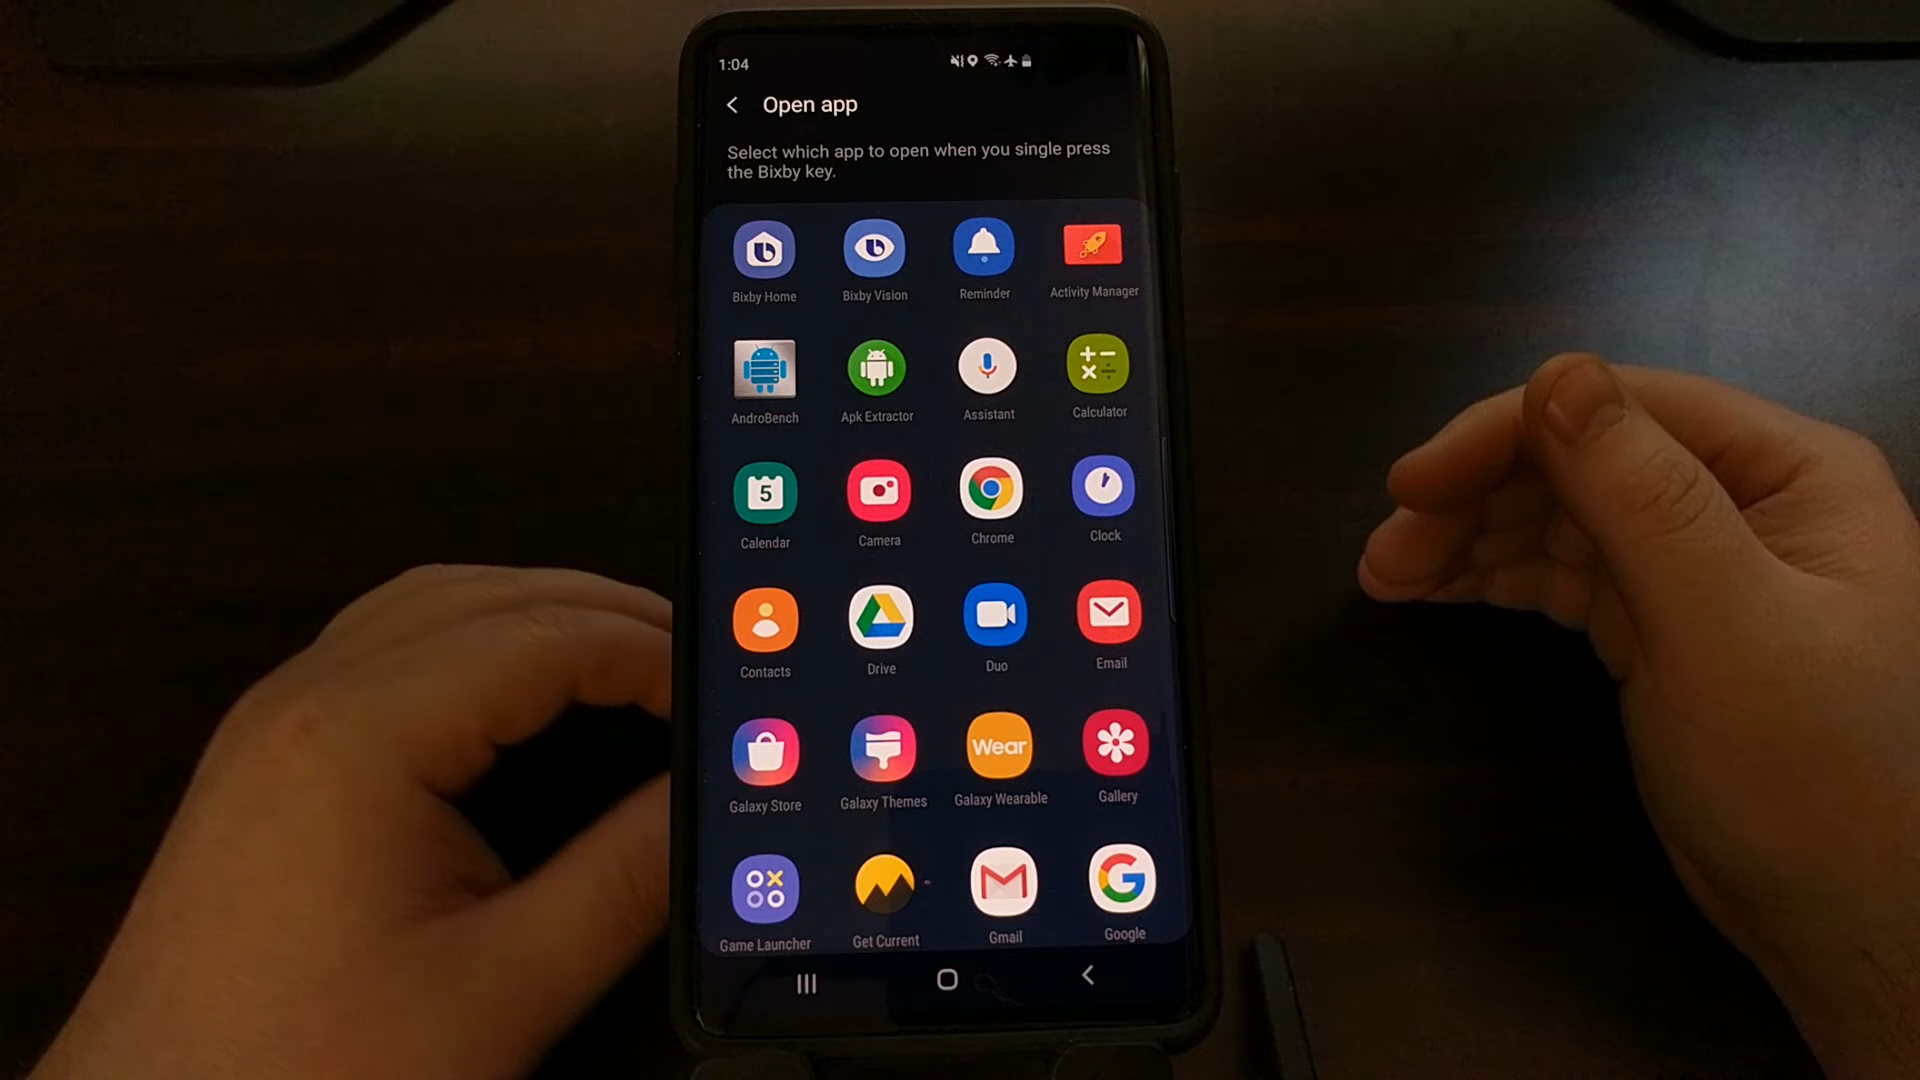 1:04
Open app
Select which app to open when you single press
the Bixby key.
Bixby Home
Bixby Vision
Reminder
Activity Manager
AndroBench
Apk Extractor
Assistant
Calculator
5
Calendar
Camera
Chrome
Clock
Contacts
Drive
Duo
Email
Wear
Galaxy Store
Galaxy Themes
Galaxy Wearable
Gallery
Game Launcher
Get Current
Gmail
Google